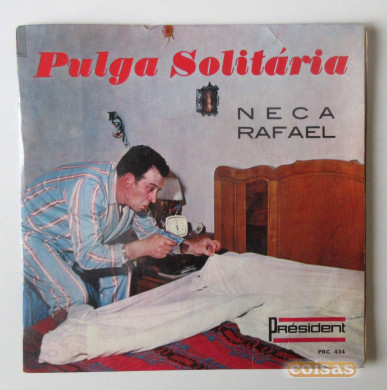 Pulga Solitária
NECA
RAFAEL
Président
PRC. 434
coisas